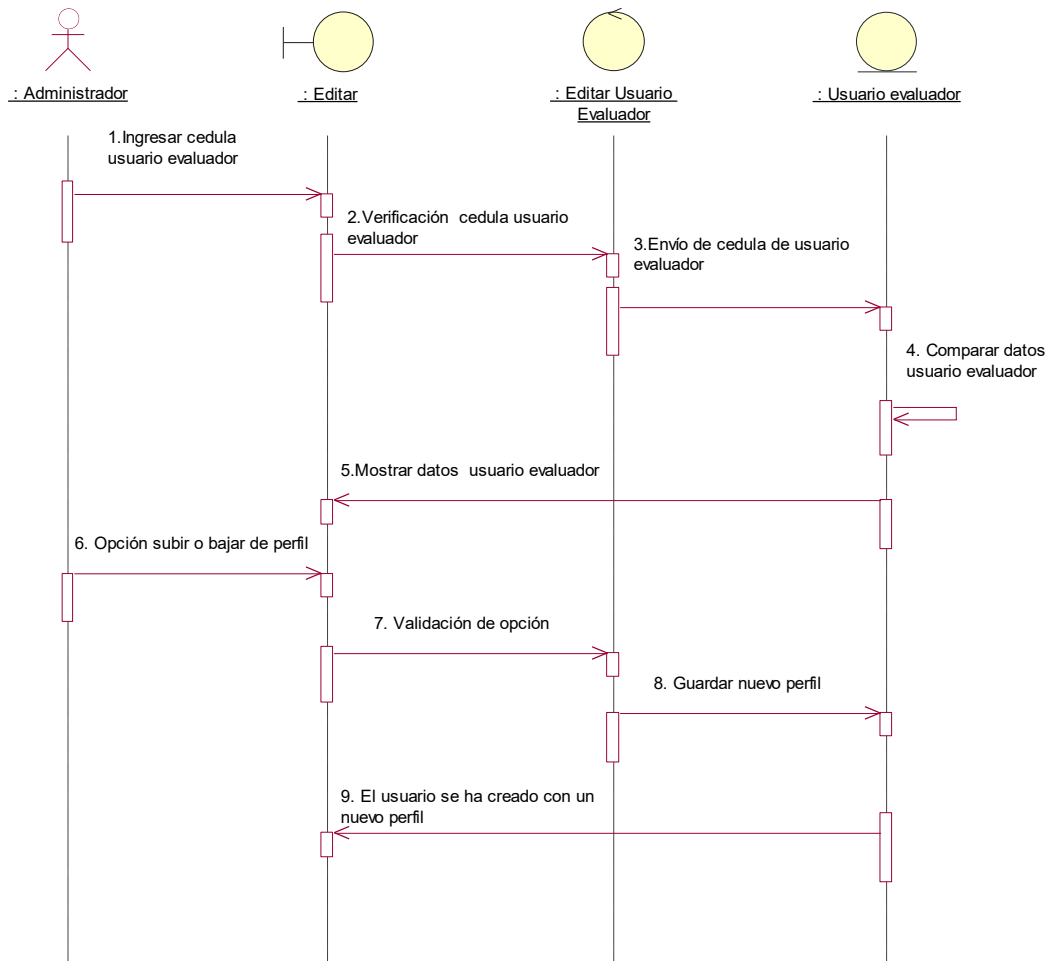 : Administrador
: Editar
: Editar Usuario
Evaluador
: Usuario evaluador
1.Ingresar cedula
usuario evaluador
2.Verificación  cedula usuario
evaluador
3.Envío de cedula de usuario
evaluador
4. Comparar datos
usuario evaluador
5.Mostrar datos  usuario evaluador
6. Opción subir o bajar de perfil
7. Validación de opción
8. Guardar nuevo perfil
9. El usuario se ha creado con un
nuevo perfil